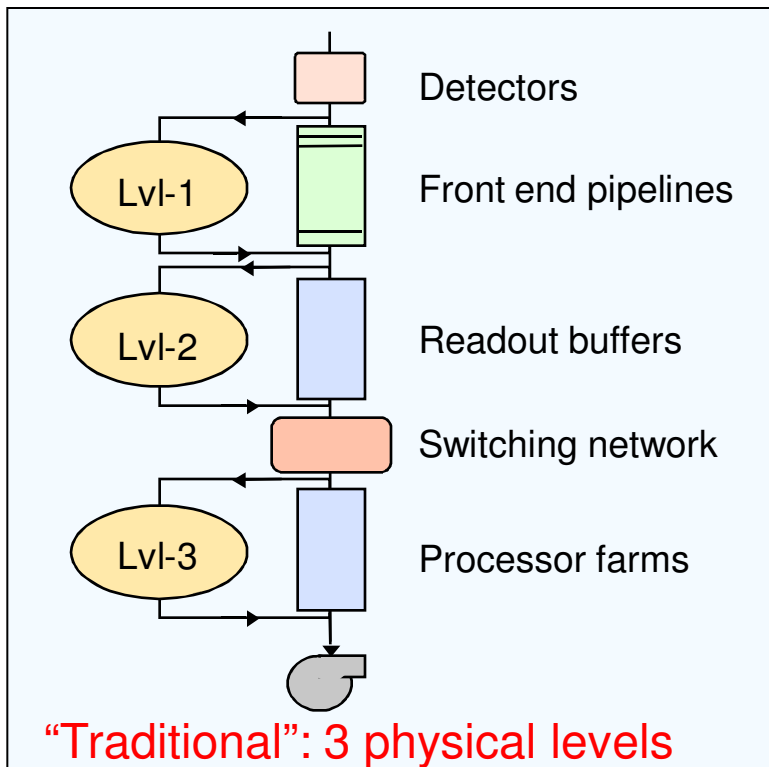 Detectors
Lvl-1
Front end pipelines
Lvl-2
Readout buffers
Switching network
Lvl-3
Processor farms
“Traditional”: 3 physical levels